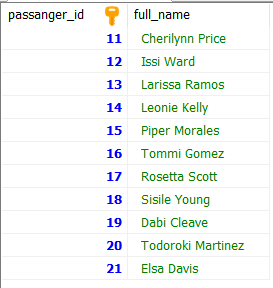 passanger_id full_name
11 Cherilynn Price
12 Issi Ward
13 Larissa Ramos
14 Leonie Kelly
15 Piper Morales
16 Tommi Gomez
17 Rosetta Scott
18 Sisile Young
19 Dabi Cleave
20 Todoroki Martinez
21 Elsa Davis